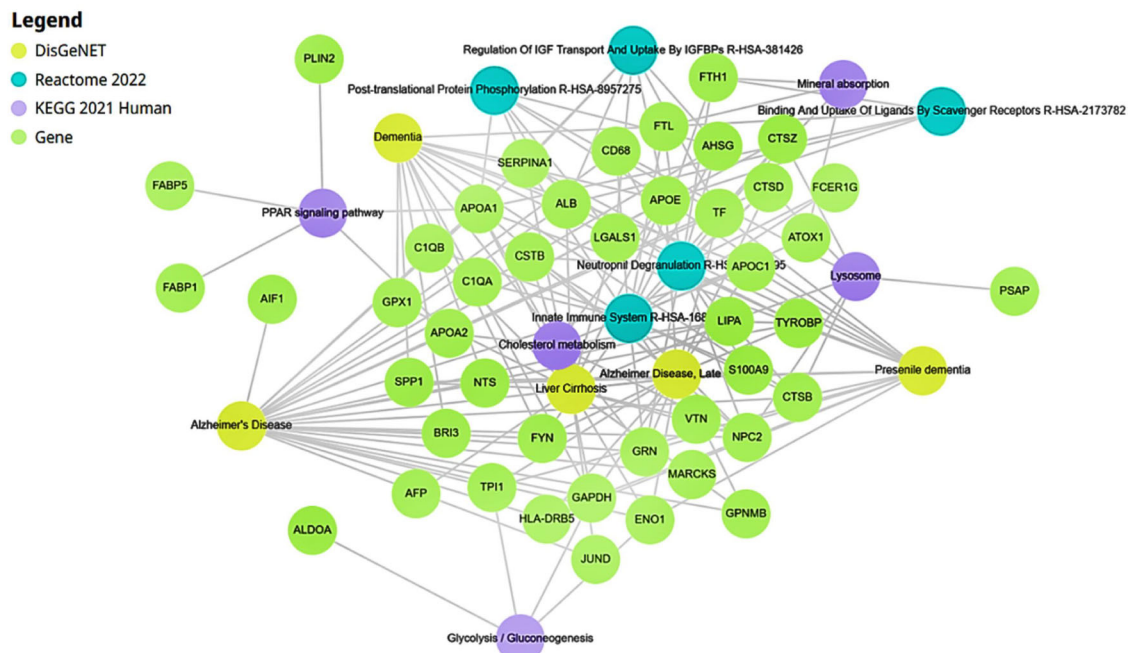 Legend
DisGeNET
Reactome 2022
KEGG 2021 Human
Gene
Regulation Of IGF Transport And Uptake By IGFBPs R-HSA-381426
PLIN2
FTH1
Mineral absorption
Post-translational Protein Phosphorylation R-HSA-8957275
Binding And Uptake Of Ligands By Scavenger Receptors R-HSA-2173782
Dementia
FTL
AHSG
CTSZ
CD68
SERPINA1
FABP5
CTSD
FCER1G
PPAR signaling pathway
APOA1
ALB
APOE
TF
LGALS1
ATOX1
C1QB
CSTB
Neutrophil Degranulation R-HS
95
APOC1
Lysosome
C1QA
FABP1
AIF1
GPX1
PSAP
APOA2
Innate Immune System R-HSA-168
LIPA
TYROBP
Cholesterol metabolism
SPP1
NTS
Liver Cirrhosis
Alzheimer Disease, Late
S100A9
Presenile dementia
CTSB
Alzheimer's Disease
BRI3
FYN
VTN
NPC2
GRN
MARCKS
AFP
TPI1
GAPDH
HLA-DRB5
ENO1
GPNMB
ALDOA
JUND
Glycolysis / Gluconeogenesis